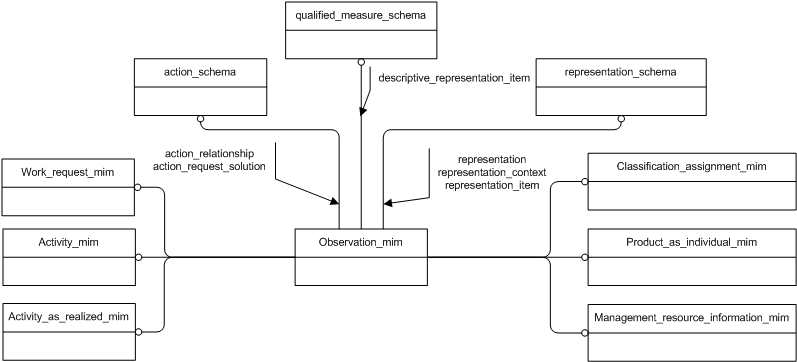 qualified_measure_schema
action_schema
descriptive_representation_item
representation_schema
action_relationship
action_request_solution
representation
representation_context
representation_item
Work_request_mim
Classification_assignment_mim
Activity_mim
Observation_mim
Product_as_individual_mim
Activity_as_realized_mim
Management_resource_information_mim